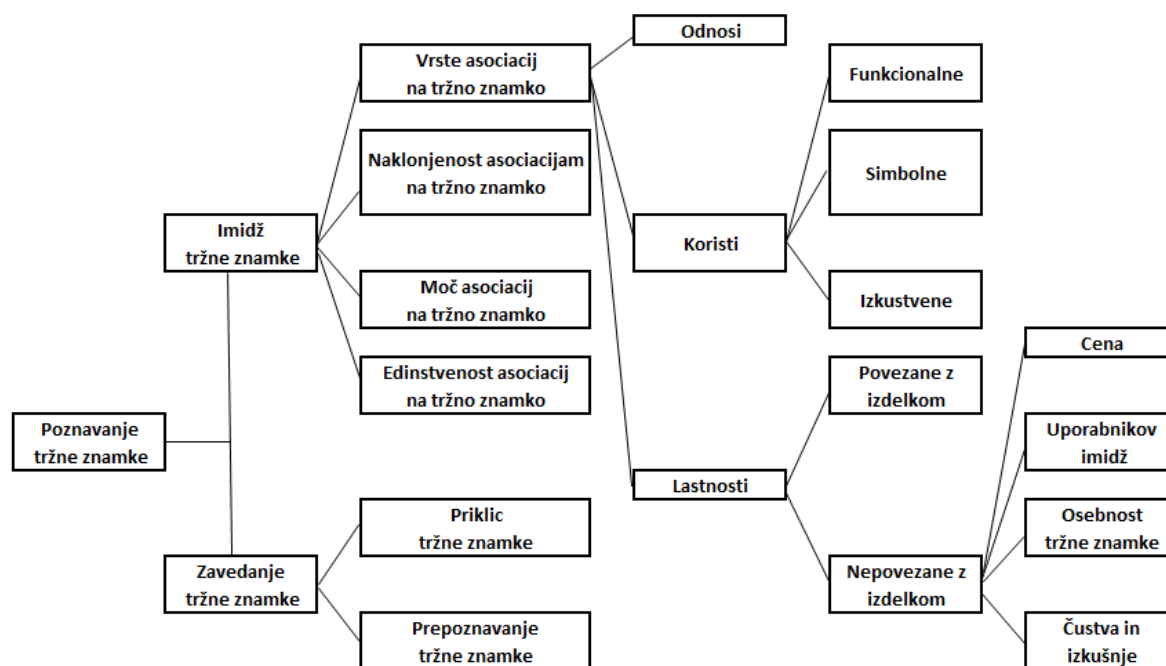 Poznavanje
tržne znamke
Imidž
tržne znamke
Zavedanje
tržne znamke
Vrste asociacij
na tržno znamko
Naklonjenost asociacijam
na tržno znamko
Moč asociacij
na tržno znamko
Edinstvenost asociacij
na tržno znamko
Priklic
tržne znamke
Prepoznavanje
tržne znamke
Odnosi
Koristi
Lastnosti
Funkcionalne
Simbolne
Izkustvene
Povezane z
izdelkom
Nepovezane z
izdelkom
Cena
Uporabnikov
imidž
Osebnost
tržne znamke
Čustva in
izkušnje